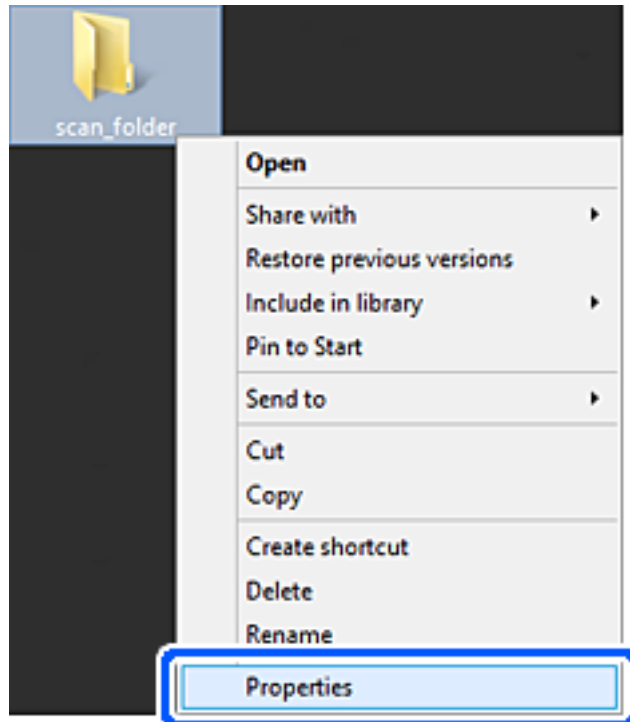 scan_folder
Open
Share with
Restore previous versions
Include in library
Pin to Start
Send to
Cut
Copy
Create shortcut
Delete
Rename
Properties